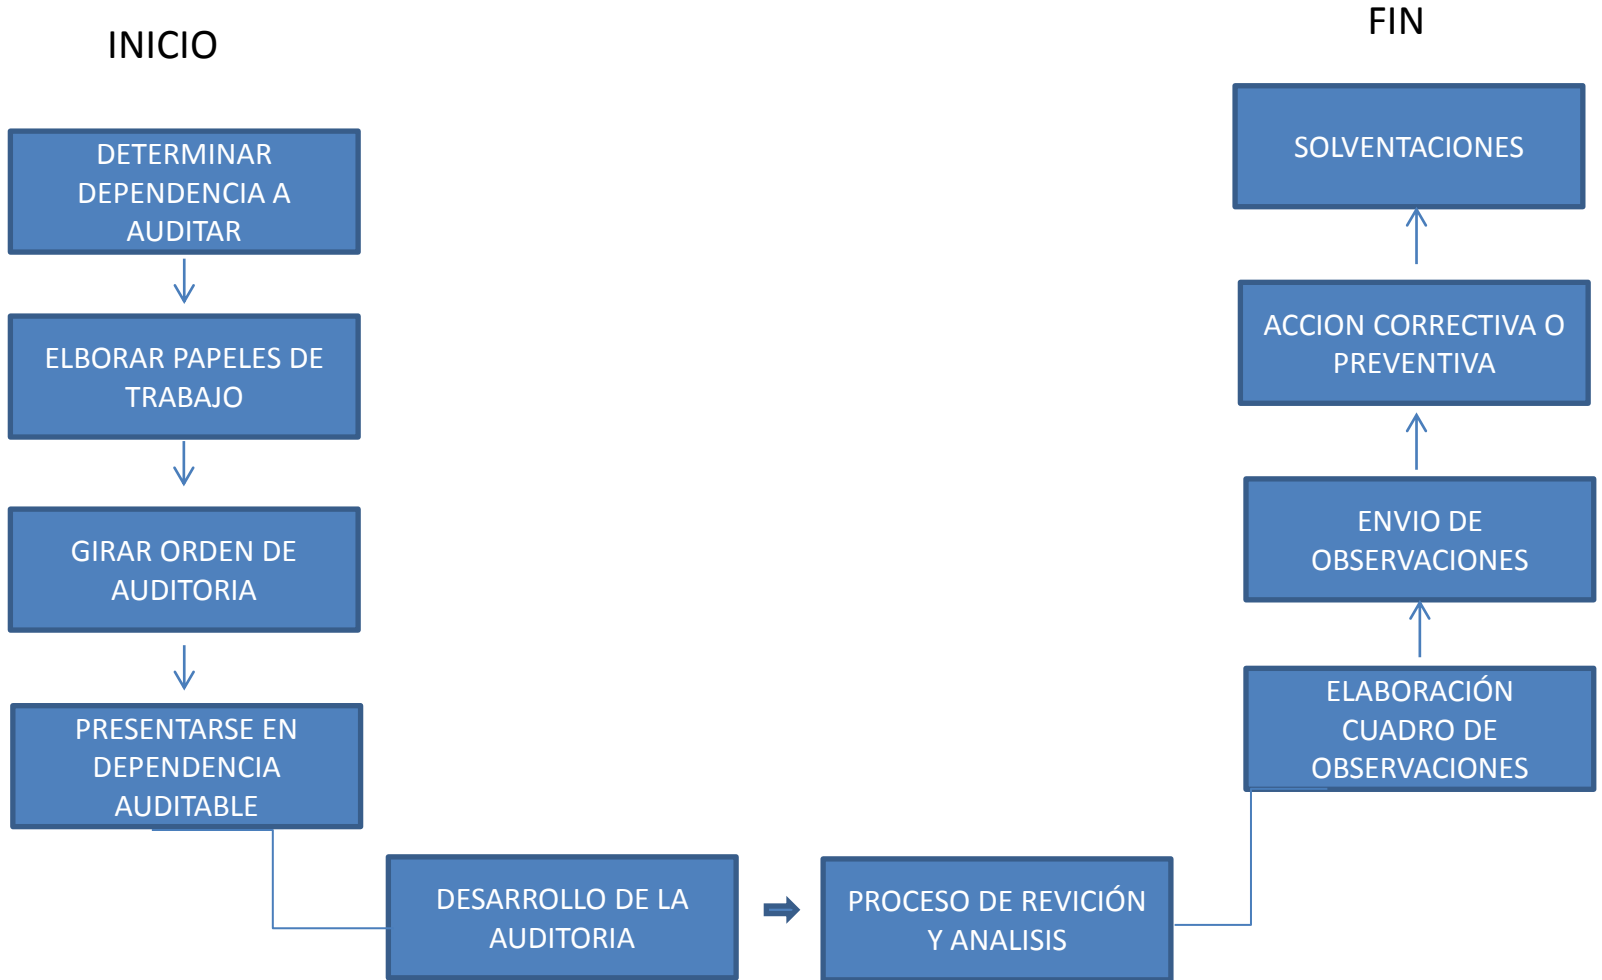 INICIO
DETERMINAR
DEPENDENCIA A
AUDITAR
ELBORAR PAPELES DE
TRABAJO
GIRAR ORDEN DE
AUDITORIA
PRESENTARSE EN
DEPENDENCIA
AUDITABLE
DESARROLLO DE LA
AUDITORIA
PROCESO DE REVICIÓN
Y ANALISIS
ELABORACIÓN
CUADRO DE
OBSERVACIONES
ENVIO DE
OBSERVACIONES
ACCION CORRECTIVA O
PREVENTIVA
SOLVENTACIONES
FIN